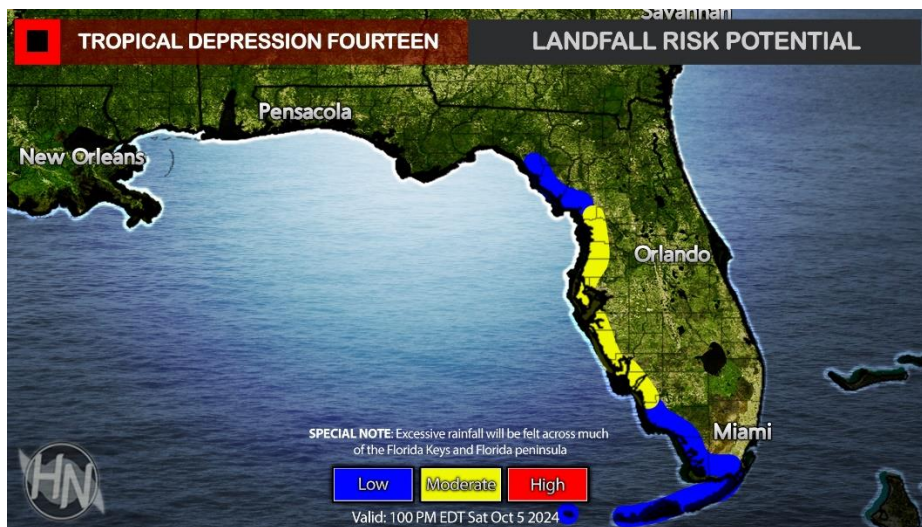 Savannah
TROPICAL DEPRESSION FOURTEEN
LANDFALL RISK POTENTIAL
Pensacola
New Orleans
Orlando
Miami
SPECIAL NOTE: Excessive rainfall will be felt across much
of the Florida Keys and Florida peninsula
HN
Low
Moderate
High
Valid: 100 PM EDT Sat Oct 5 2024